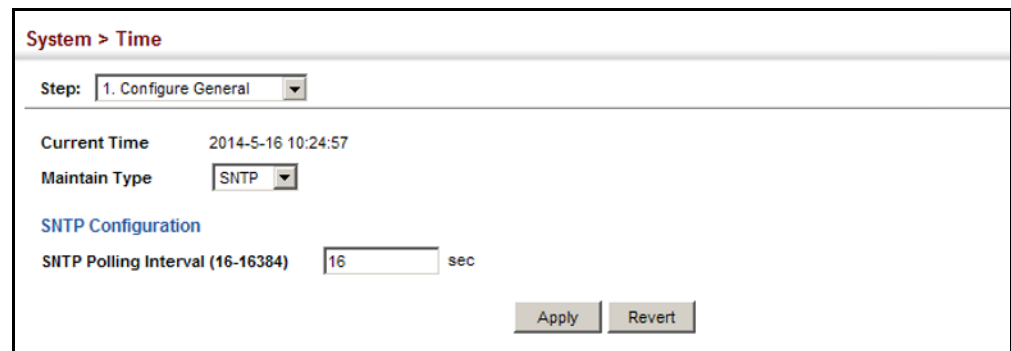 System > Time
Step: 1. Configure General
Current Time 2014-5-16 10:24:57
Maintain Type SNTP
SNTP Configuration
SNTP Polling Interval (16-16384) 16 sec
Apply Revert